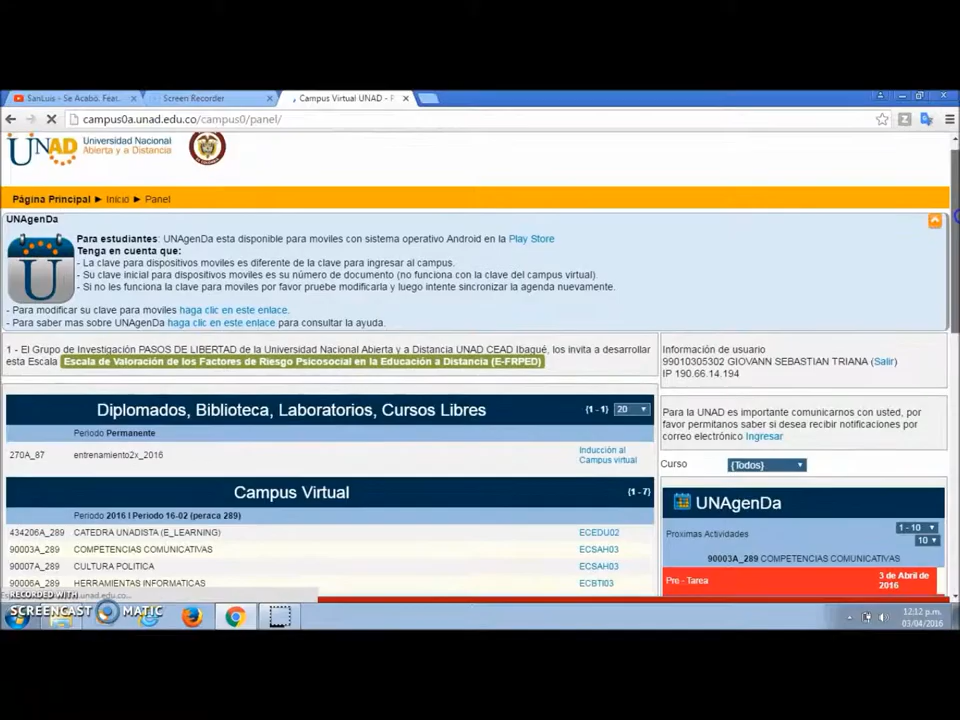 SanLuis - Se Acabó. Feat.
Screen Recorder
Campus Virtual UNAD - P
campus0a.unad.edu.co/campus0/panel/
UNAD Universidad Nacional
Abierta y a Distancia
Página Principal ► Inicio ► Panel
UNAgenDa
Para estudiantes: UNAgenDa esta disponible para moviles con sistema operativo Android en la Play Store
Tenga en cuenta que:
- La clave para dispositivos moviles es diferente de la clave para ingresar al campus.
- Su clave inicial para dispositivos moviles es su número de documento (no funciona con la clave del campus virtual).
- Si no les funciona la clave para moviles por favor pruebe modificarla y luego intente sincronizar la agenda nuevamente.
U
- Para modificar su clave para moviles haga clic en este enlace.
- Para saber mas sobre UNAgenDa haga clic en este enlace para consultar la ayuda.
1 - El Grupo de Investigación PASOS DE LIBERTAD de la Universidad Nacional Abierta y a Distancia UNAD CEAD Ibagué, los invita a desarrollar
esta Escala Escala de Valoración de los Factores de Riesgo Psicosocial en la Educación a Distancia (E-FRPED)
Información de usuario
99010305302 GIOVANN SEBASTIAN TRIANA (Salir)
IP 190.66.14.194
Diplomados, Biblioteca, Laboratorios, Cursos Libres {1 - 1} 20
Periodo Permanente
270A_87 entrenamiento2x_2016 Inducción al
Campus virtual
Campus Virtual {1 - 7}
Periodo 2016 I Periodo 16-02 (peraca 289)
434206A_289 CATEDRA UNADISTA (E_LEARNING) ECEDU02
90003A_289 COMPETENCIAS COMUNICATIVAS ECSAH03
90007A_289 CULTURA POLITICA ECSAH03
90006A_289 HERRAMIENTAS INFORMATICAS ECBTI03
Para la UNAD es importante comunicarnos con usted, por
favor permitanos saber si desea recibir notificaciones por
correo electrónico Ingresar
Curso {Todos}
UNAgenDa
Proximas Actividades 1 - 10
10
90003A_289 COMPETENCIAS COMUNICATIVAS
Pre - Tarea 3 de Abril de
2016
RECORDED WITH
SCREENCAST MATIC
12:12 p.m.
03/04/2016